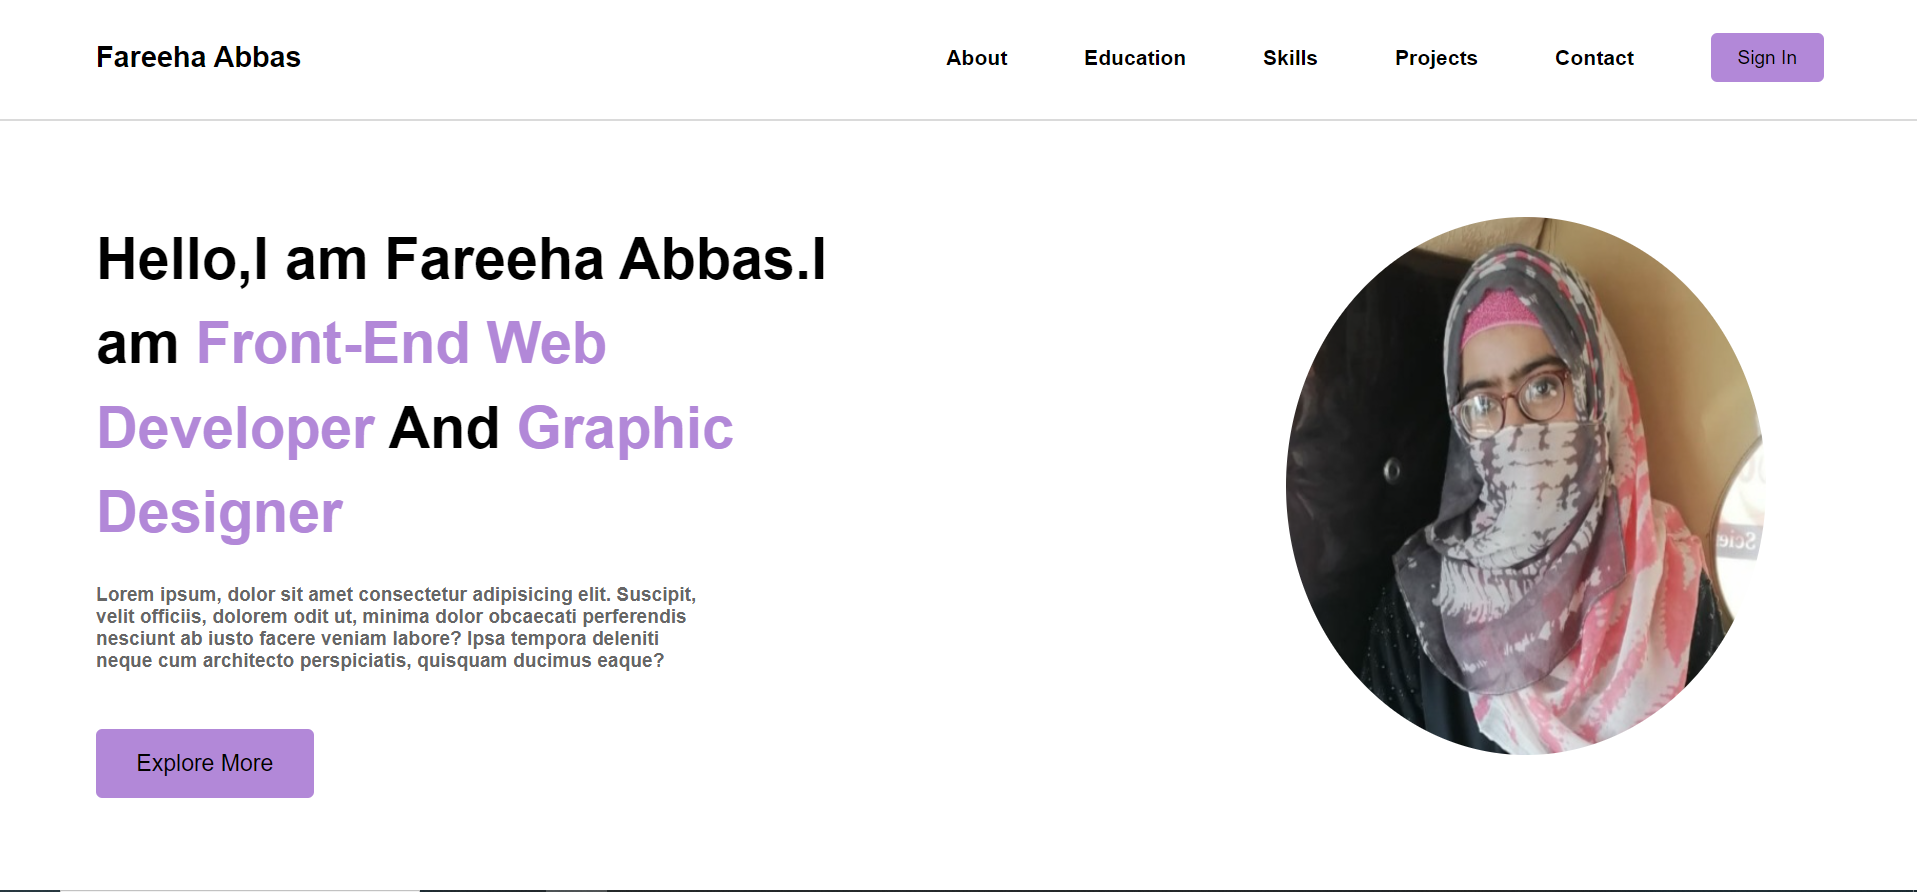 Fareeha Abbas
About
Education
Skills
Projects
Contact
Sign In
Hello,I am Fareeha Abbas.I
am Front-End Web
Developer And Graphic
Designer
Lorem ipsum, dolor sit amet consectetur adipisicing elit. Suscipit,
velit officiis, dolorem odit ut, minima dolor obcaecati perferendis
nesciunt ab iusto facere veniam labore? Ipsa tempora deleniti
neque cum architecto perspiciatis, quisquam ducimus eaque?
Explore More